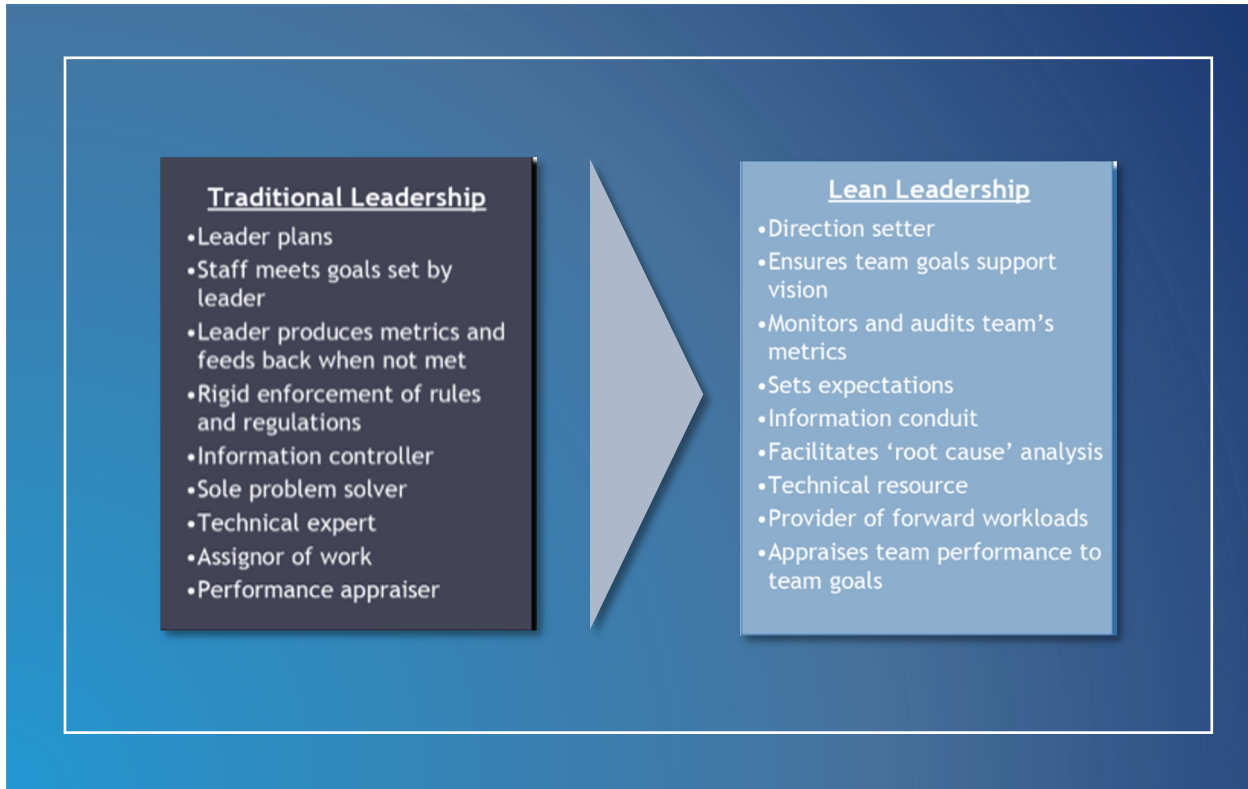 Traditional Leadership
•Leader plans
•Staff meets goals set by
leader
•Leader produces metrics and
feeds back when not met
•Rigid enforcement of rules
and regulations
•Information controller
•Sole problem solver
•Technical expert
•Assignor of work
•Performance appraiser
Lean Leadership
•Direction setter
•Ensures team goals support
vision
•Monitors and audits team’s
metrics
•Sets expectations
•Information conduit
•Facilitates ‘root cause’ analysis
•Technical resource
•Provider of forward workloads
•Appraises team performance to
team goals